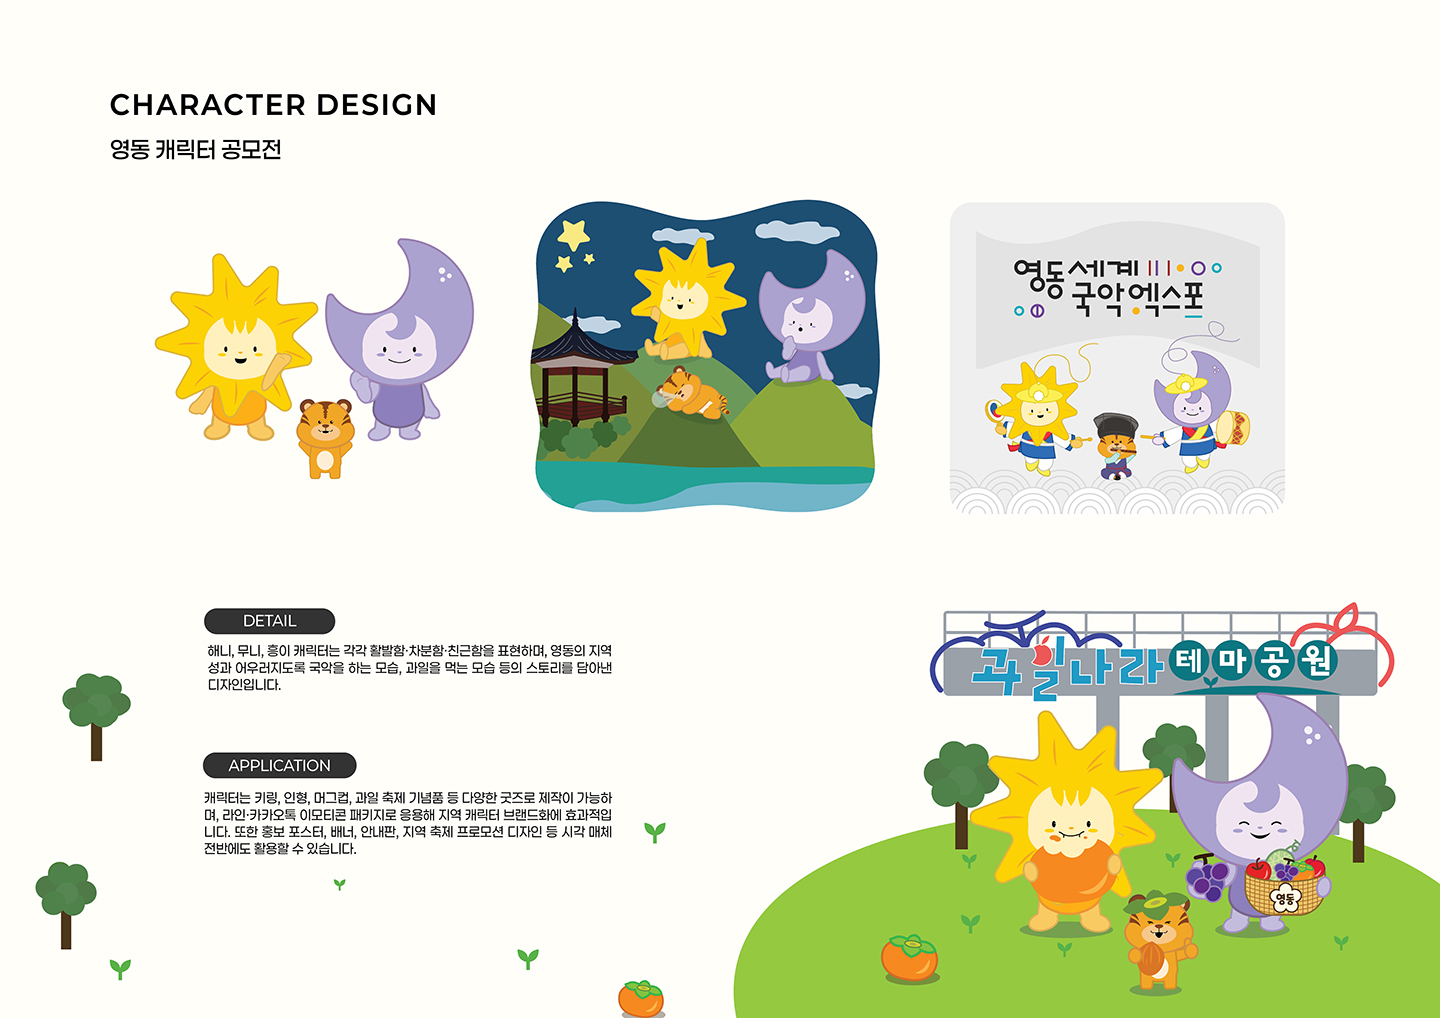 CHARACTER DESIGN
영동 캐릭터 공모전
영동세계
국악엑스포
DETAIL
해니, 무니, 흥이 캐릭터는 각각 활발함·차분함·친근함을 표현하며, 영동의 지역
성과 어우러지도록 국악을 하는 모습, 과일을 먹는 모습 등의 스토리를 담아낸
디자인입니다.
APPLICATION
캐릭터는 키링, 인형, 머그컵, 과일 축제 기념품 등 다양한 굿즈로 제작이 가능하
며, 라인·카카오톡 이모티콘 패키지로 응용해 지역 캐릭터 브랜드화에 효과적입
니다. 또한 홍보 포스터, 배너, 안내판, 지역 축제 프로모션 디자인 등 시각 매체
전반에도 활용할 수 있습니다.
과일나라테마공원
영동